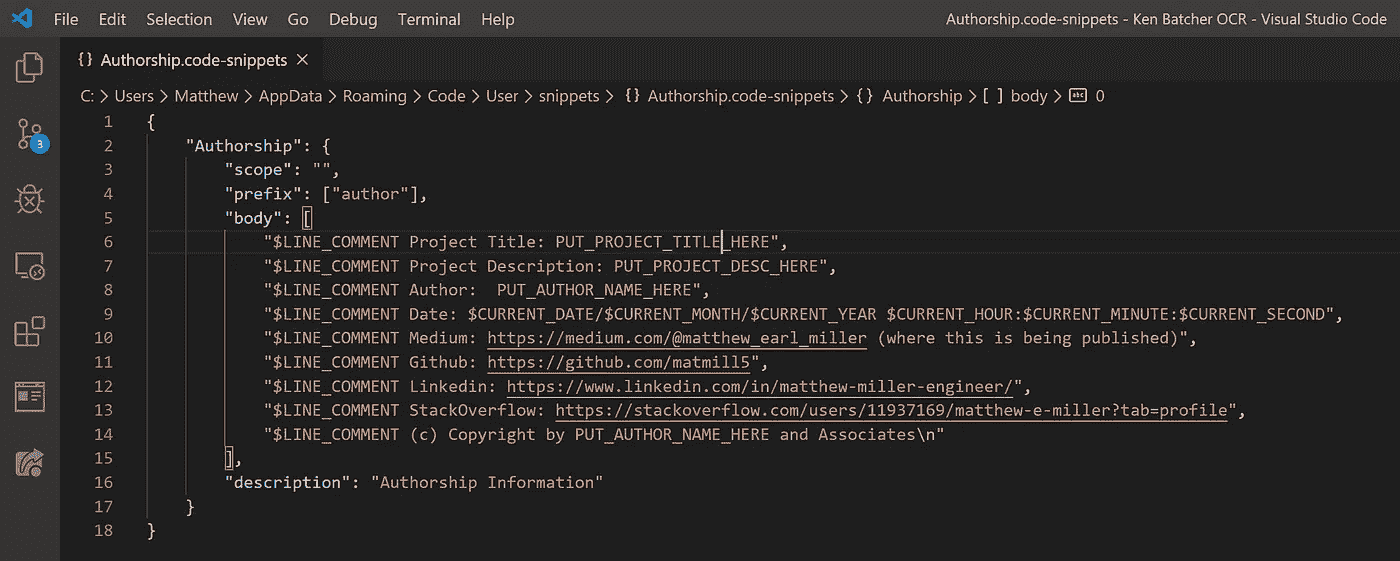 File Edit Selection View Go Debug Terminal Help Authorship.code-snippets - Ken Batcher OCR - Visual Studio Code
{} Authorship.code-snippets ×
C: > Users > Matthew > AppData > Roaming > Code > User > snippets > {} Authorship.code-snippets > {} Authorship > [ ] body > abc 0
3
1 {
2     "Authorship": {
3         "scope": "",
4         "prefix": ["author"],
5         "body": [
6             "$LINE_COMMENT Project Title: PUT_PROJECT_TITLE_HERE",
7             "$LINE_COMMENT Project Description: PUT_PROJECT_DESC_HERE",
8             "$LINE_COMMENT Author:  PUT_AUTHOR_NAME_HERE",
9             "$LINE_COMMENT Date: $CURRENT_DATE/$CURRENT_MONTH/$CURRENT_YEAR $CURRENT_HOUR:$CURRENT_MINUTE:$CURRENT_SECOND",
10             "$LINE_COMMENT Medium: https://medium.com/@matthew_earl_miller (where this is being published)",
11             "$LINE_COMMENT Github: https://github.com/matmill5",
12             "$LINE_COMMENT Linkedin: https://www.linkedin.com/in/matthew-miller-engineer/",
13             "$LINE_COMMENT StackOverflow: https://stackoverflow.com/users/11937169/matthew-e-miller?tab=profile",
14             "$LINE_COMMENT (c) Copyright by PUT_AUTHOR_NAME_HERE and Associates\n"
15         ],
16         "description": "Authorship Information"
17     }
18 }